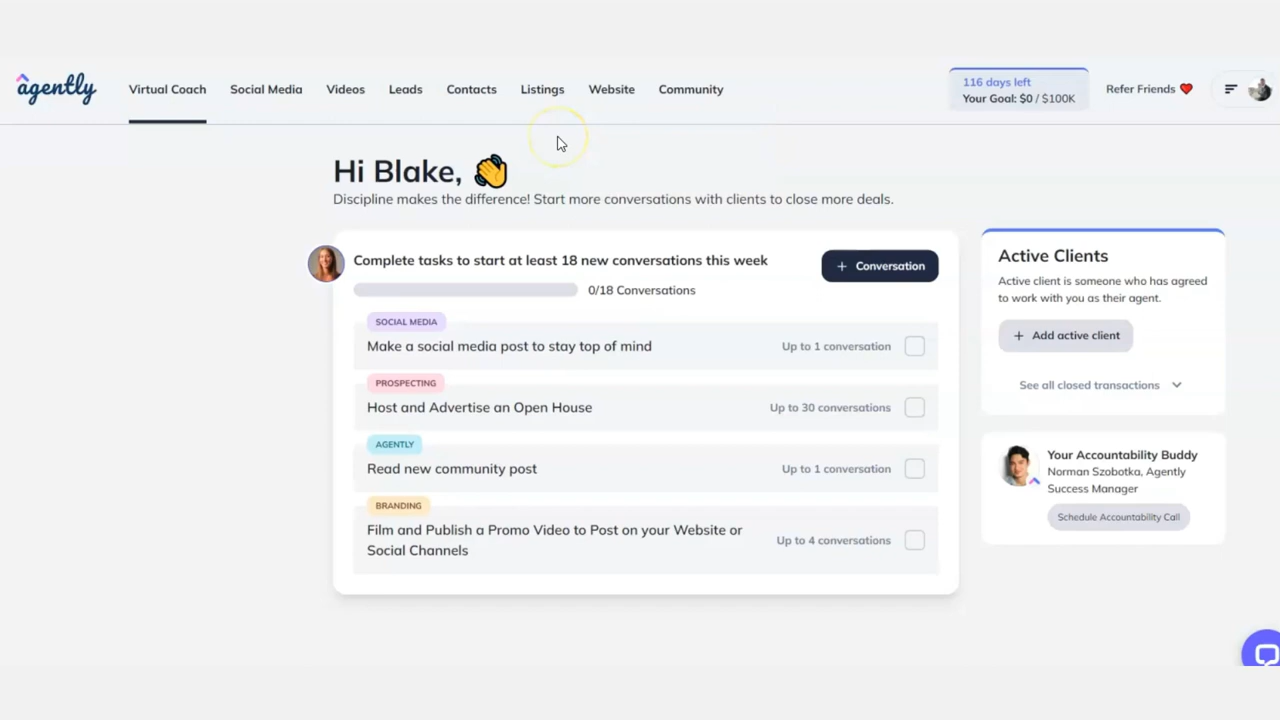 agently
Virtual Coach
Social Media
Videos
Leads
Contacts
Listings
Website
Community
116 days left
Your Goal: $0 / $100K
Refer Friends
Hi Blake,
Discipline makes the difference! Start more conversations with clients to close more deals.
Complete tasks to start at least 18 new conversations this week
+ Conversation
0/18 Conversations
SOCIAL MEDIA
Make a social media post to stay top of mind
Up to 1 conversation
PROSPECTING
Host and Advertise an Open House
Up to 30 conversations
AGENTLY
Read new community post
Up to 1 conversation
BRANDING
Film and Publish a Promo Video to Post on your Website or
Social Channels
Up to 4 conversations
Active Clients
Active client is someone who has agreed
to work with you as their agent.
+ Add active client
See all closed transactions
Your Accountability Buddy
Norman Szobotka, Agently
Success Manager
Schedule Accountability Call